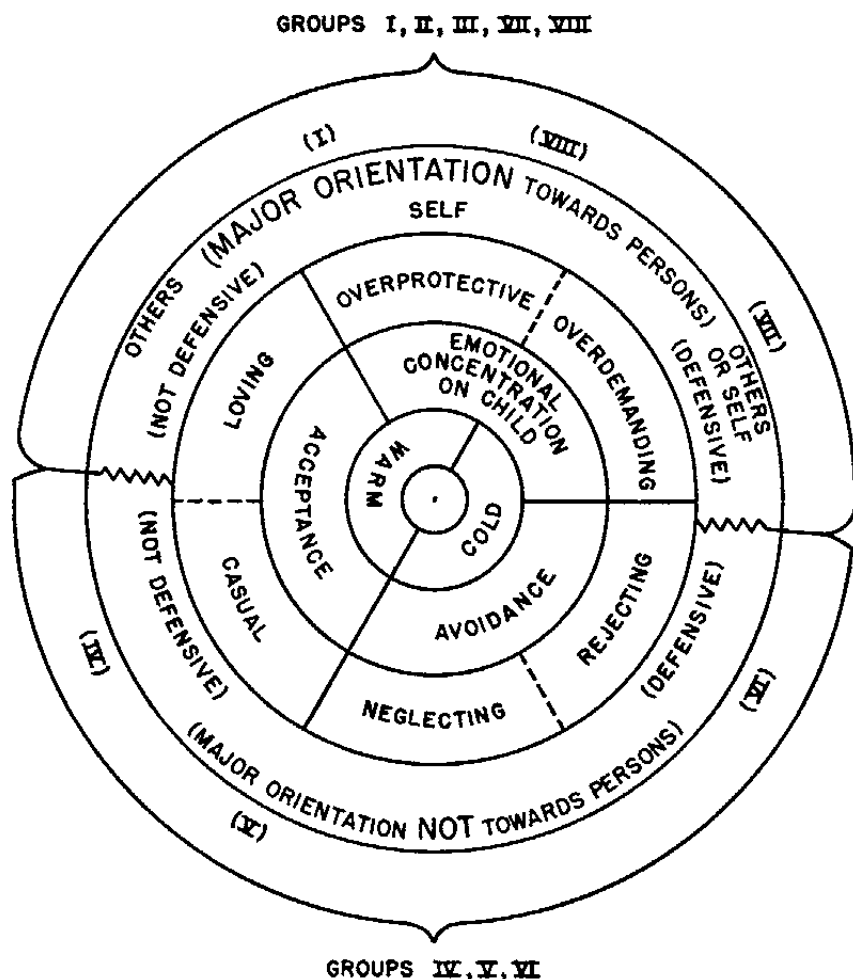 GROUPS I, II, III, VII, VIII
(I)
(VIII)
(VII)
(MAJOR ORIENTATION TOWARDS PERSONS)
OTHERS
SELF
OTHERS
OR SELF
(NOT DEFENSIVE)
(DEFENSIVE)
OVERPROTECTIVE
OVERDEMANDING
LOVING
EMOTIONAL
CONCENTRATION
ON CHILD
ACCEPTANCE
WARM
COLD
AVOIDANCE
CASUAL
NEGLECTING
REJECTING
(NOT DEFENSIVE)
(DEFENSIVE)
(MAJOR ORIENTATION NOT TOWARDS PERSONS)
(IV)
(V)
(VI)
GROUPS IV, V, VI